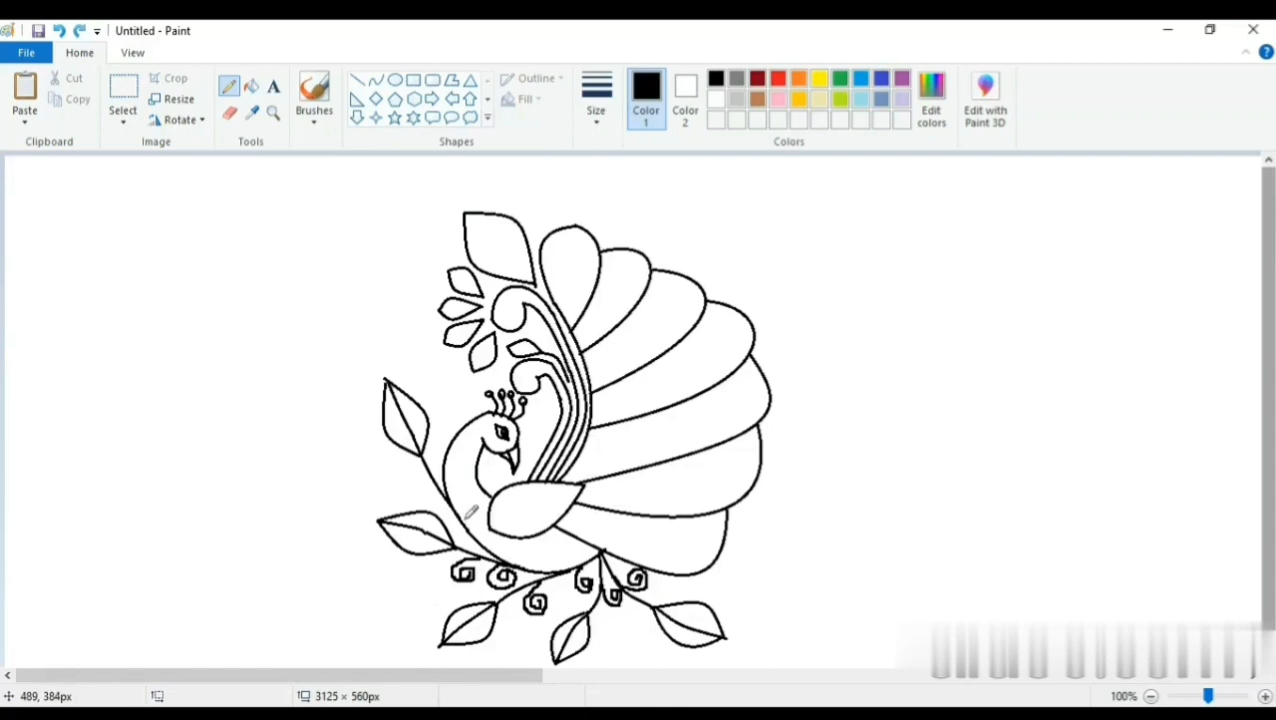 Untitled - Paint
File Home View
Paste
Cut
Copy
Clipboard
Select
Crop
Resize
Rotate
Image
A
Tools
Brushes
Outline
Fill
Shapes
Size
Color 1
Color 2
Edit colors
Colors
Edit with Paint 3D
489, 384px
3125 × 560px
100%